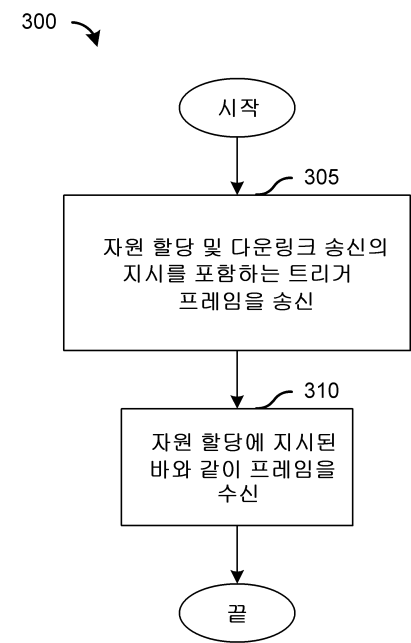 300
시작
305
자원 할당 및 다운링크 송신의
지시를 포함하는 트리거
프레임을 송신
310
자원 할당에 지시된
바와 같이 프레임을
수신
끝